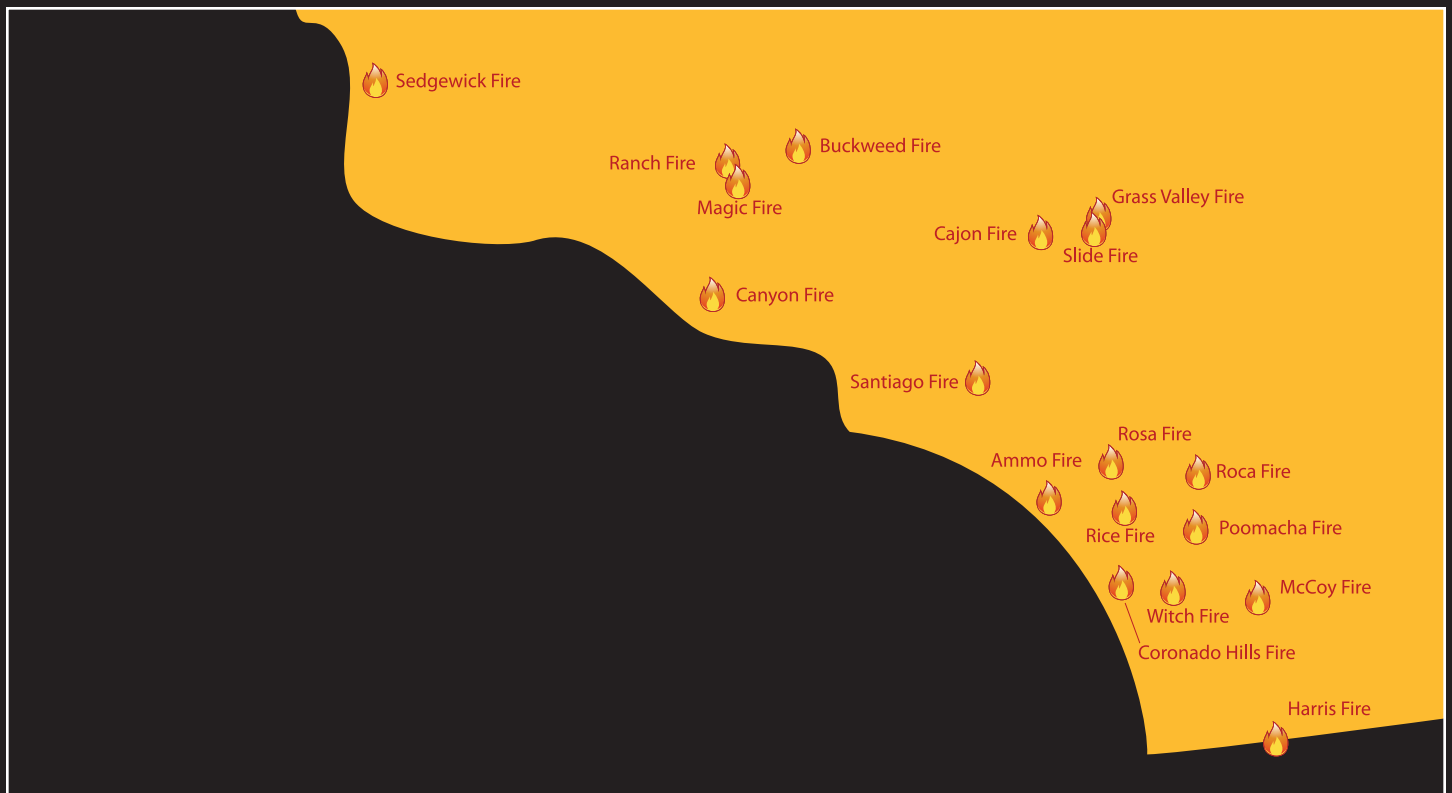 Sedgewick Fire
Buckweed Fire
Ranch Fire
Magic Fire
Grass Valley Fire
Cajon Fire
Slide Fire
Canyon Fire
Santiago Fire
Rosa Fire
Ammo Fire
Roca Fire
Rice Fire
Poomacha Fire
McCoy Fire
Witch Fire
Coronado Hills Fire
Harris Fire